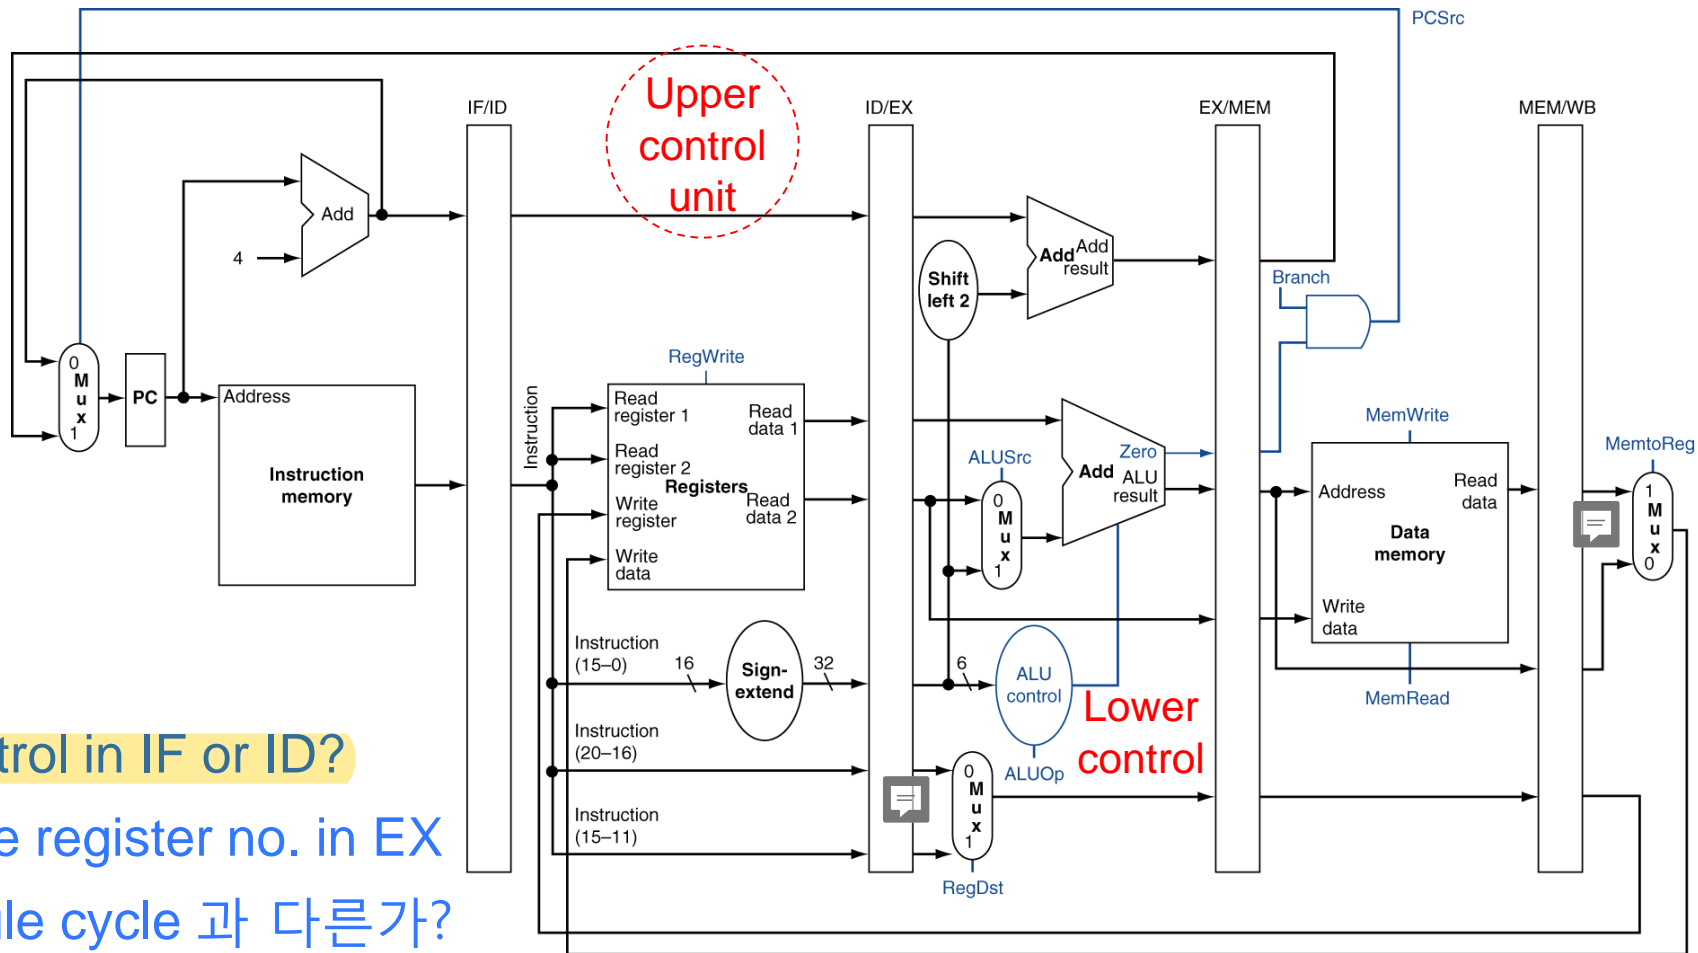 PCSrc
Upper
control
unit
IF/ID
ID/EX
EX/MEM
MEM/WB
Add
4
Shift
left 2
Add
Add
result
Branch
0
M
u
x
1
PC
Address
Instruction
memory
Instruction
RegWrite
Read
register 1
Read
register 2
Write
register
Write
data
Registers
Read
data 1
Read
data 2
ALUSrc
0
M
u
x
1
Zero
Add
ALU
result
MemWrite
Address
Read
data
Data
memory
Write
data
MemRead
MemtoReg
1
M
u
x
0
Instruction
(15–0)
16
Sign-
extend
32
6
ALU
control
ALUOp
Lower
control
Instruction
(20–16)
Instruction
(15–11)
0
M
u
x
1
RegDst
trol in IF or ID?
e register no. in EX
le cycle 과 다른가?